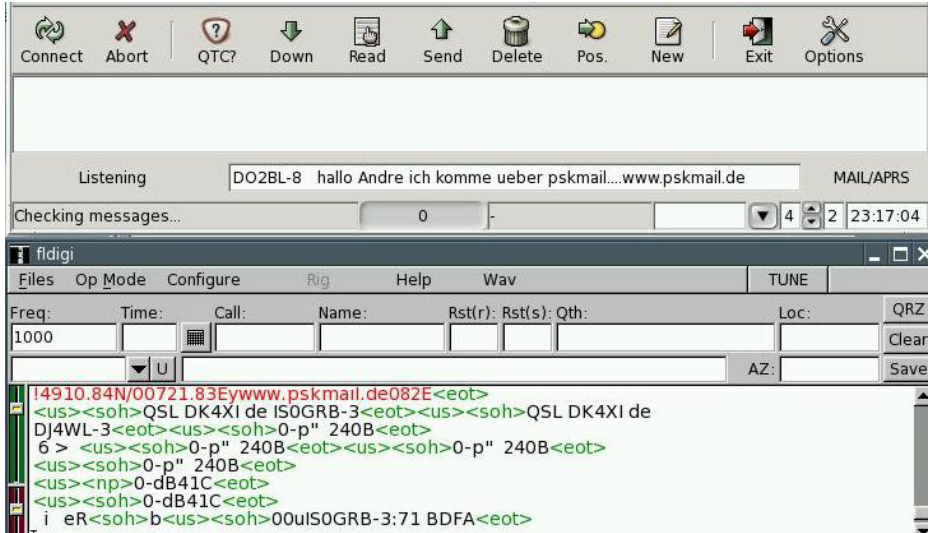 Connect Abort QTC? Down Read Send Delete Pos. New Exit Options
Listening DO2BL-8 hallo Andre ich komme ueber pskmail....www.pskmail.de MAIL/APRS
Checking messages... 0 - 4 2 23:17:04
fldigi
Files Op Mode Configure Rig Help Wav TUNE
Freq: Time: Call: Name: Rst(r): Rst(s): Qth: Loc: QRZ
1000 Clear
U AZ: Save
!4910.84N/00721.83Eywww.pskmail.de082E<eot>
<us><soh>QSL DK4XI de IS0GRB-3<eot><us><soh>QSL DK4XI de
DJ4WL-3<eot><us><soh>0-p" 240B<eot>
6 > <us><soh>0-p" 240B<eot><us><soh>0-p" 240B<eot>
<us><soh>0-p" 240B<eot>
<us><np>0-dB41C<eot>
<us><soh>0-dB41C<eot>
i eR<soh>b<us><soh>00uIS0GRB-3:71 BDFA<eot>